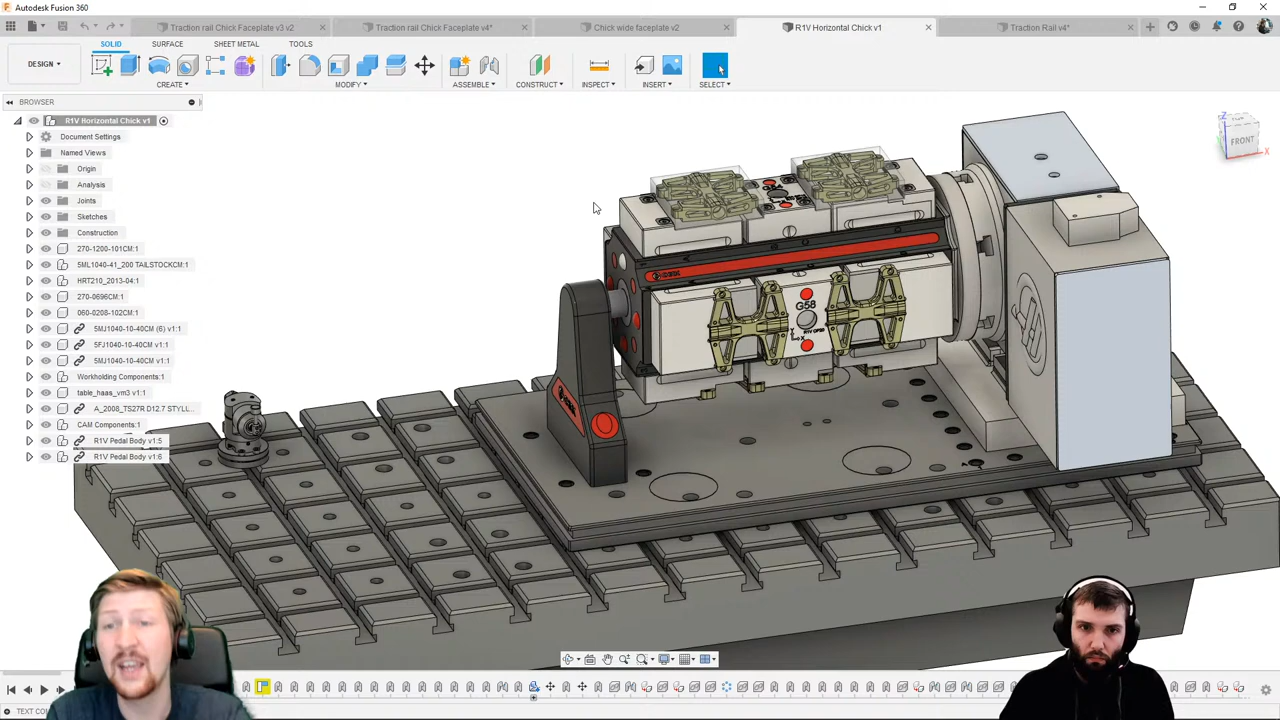 Autodesk Fusion 360
Traction rail Chick Faceplate v3 v2
Traction rail Chick Faceplate v4*
Chick wide faceplate v2
R1V Horizontal Chick v1
Traction Rail v4*
DESIGN
SOLID
SURFACE
SHEET METAL
TOOLS
CREATE
MODIFY
ASSEMBLE
CONSTRUCT
INSPECT
INSERT
SELECT
BROWSER
R1V Horizontal Chick v1
Document Settings
Named Views
Origin
Analysis
Joints
Sketches
Construction
270-1200-101CM:1
5ML1040-41_200 TAILSTOCKCM:1
HRT210_2013-04:1
270-0696CM:1
060-0208-102CM:1
5MJ1040-10-40CM (6) v1:1
5FJ1040-10-40CM v1:1
5MJ1040-10-40CM v1:1
Workholding Components:1
table_haas_vm3 v1:1
A_2008_TS27R D12.7 STYLL...
CAM Components:1
R1V Pedal Body v1:5
R1V Pedal Body v1:6
Z
FRONT
X
G58
R1V OP20
TEXT CO